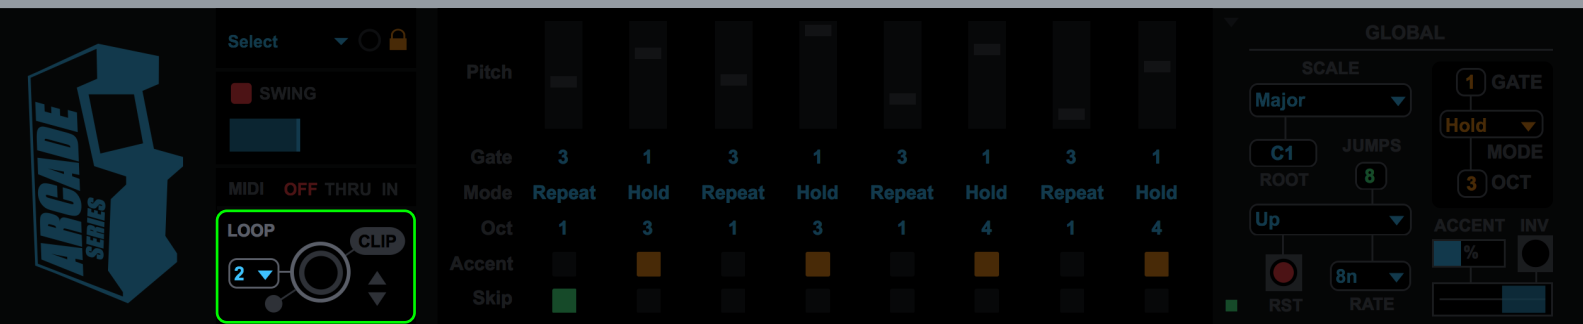 ARCADE
SERIES
Select
SWING
MIDI OFF THRU IN
LOOP
CLIP
2
Pitch
Gate 3 1 3 1 3 1 3 1
Mode Repeat Hold Repeat Hold Repeat Hold Repeat Hold
Oct 1 3 1 3 1 4 1 4
Accent
Skip
GLOBAL
SCALE
Major
C1
ROOT
JUMPS
8
Up
RST
8n
RATE
1 GATE
Hold
MODE
3 OCT
ACCENT INV
%